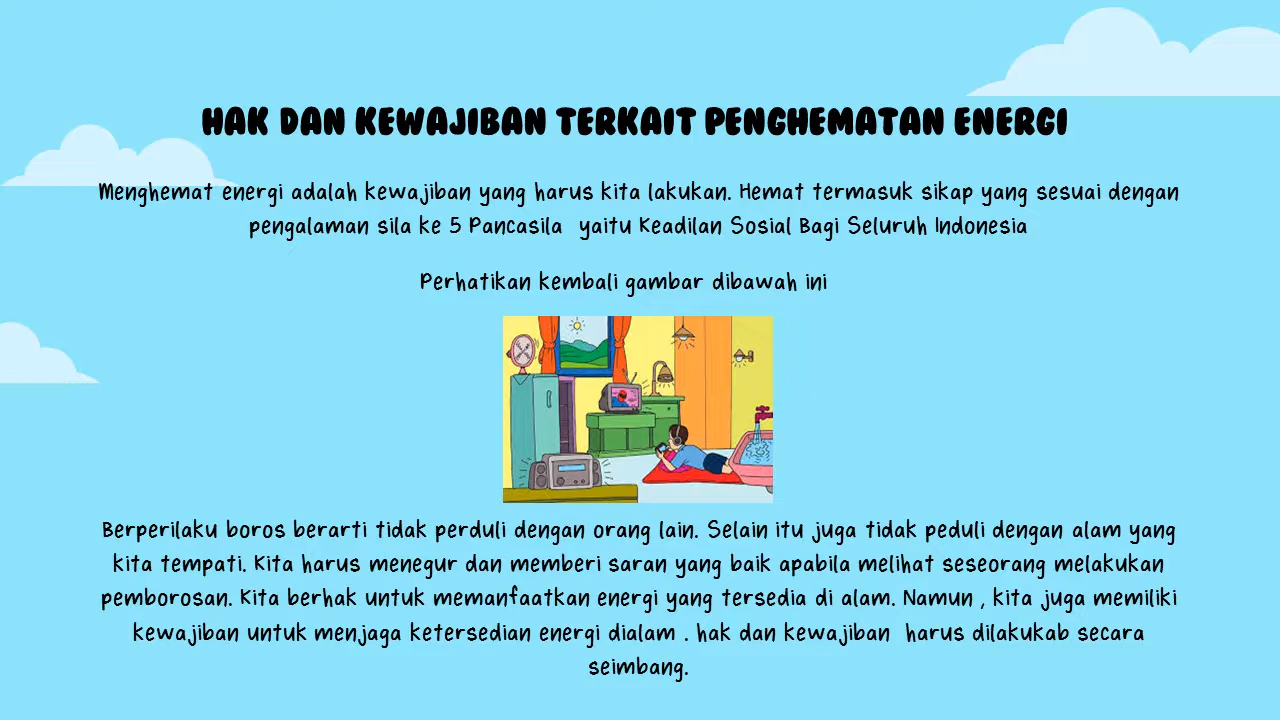 HAK DAN KEWAJIBAN TERKAIT PENGHEMATAN ENERGI
Menghemat energi adalah kewajiban yang harus kita lakukan. Hemat termasuk sikap yang sesuai dengan
pengalaman sila ke 5 Pancasila yaitu Keadilan Sosial Bagi Seluruh Indonesia
Perhatikan kembali gambar dibawah ini
Berperilaku boros berarti tidak perduli dengan orang lain. Selain itu juga tidak peduli dengan alam yang
kita tempati. Kita harus menegur dan memberi saran yang baik apabila melihat seseorang melakukan
pemborosan. Kita berhak untuk memanfaatkan energi yang tersedia di alam. Namun , kita juga memiliki
kewajiban untuk menjaga ketersedian energi dialam . hak dan kewajiban harus dilakukab secara
seimbang.